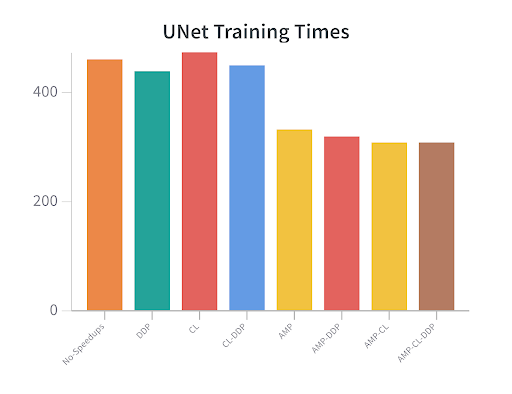 UNet Training Times
400
200
0
No-Speedups
DDP
CL
CL-DDP
AMP
AMP-DDP
AMP-CL
AMP-CL-DDP